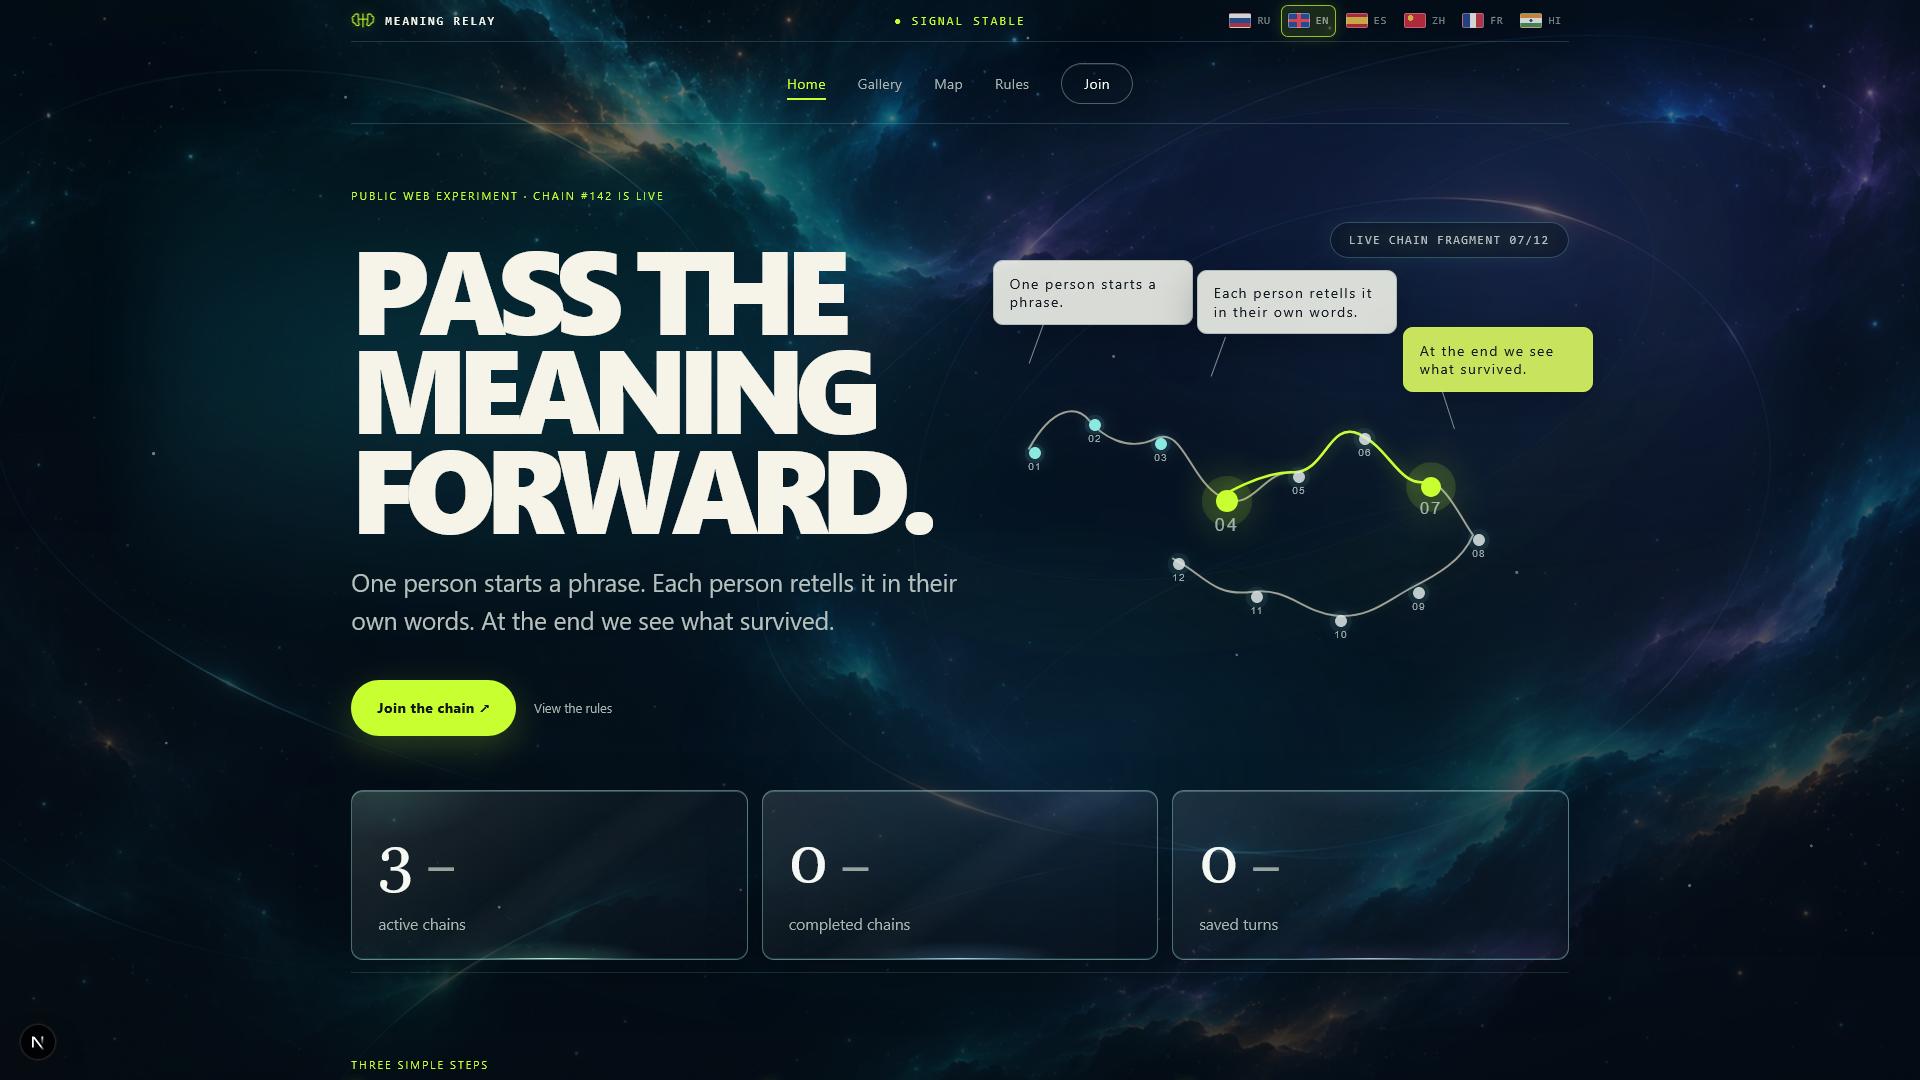 MEANING RELAY
● SIGNAL STABLE
RU
EN
ES
ZH
FR
HI
Home
Gallery
Map
Rules
Join
PUBLIC WEB EXPERIMENT · CHAIN #142 IS LIVE
PASS THE
MEANING
FORWARD.
One person starts a phrase. Each person retells it in their
own words. At the end we see what survived.
Join the chain ↗
View the rules
LIVE CHAIN FRAGMENT 07/12
One person starts a
phrase.
Each person retells it
in their own words.
At the end we see
what survived.
01
02
03
04
05
06
07
08
09
10
11
12
3 –
active chains
0 –
completed chains
0 –
saved turns
N
THREE SIMPLE STEPS